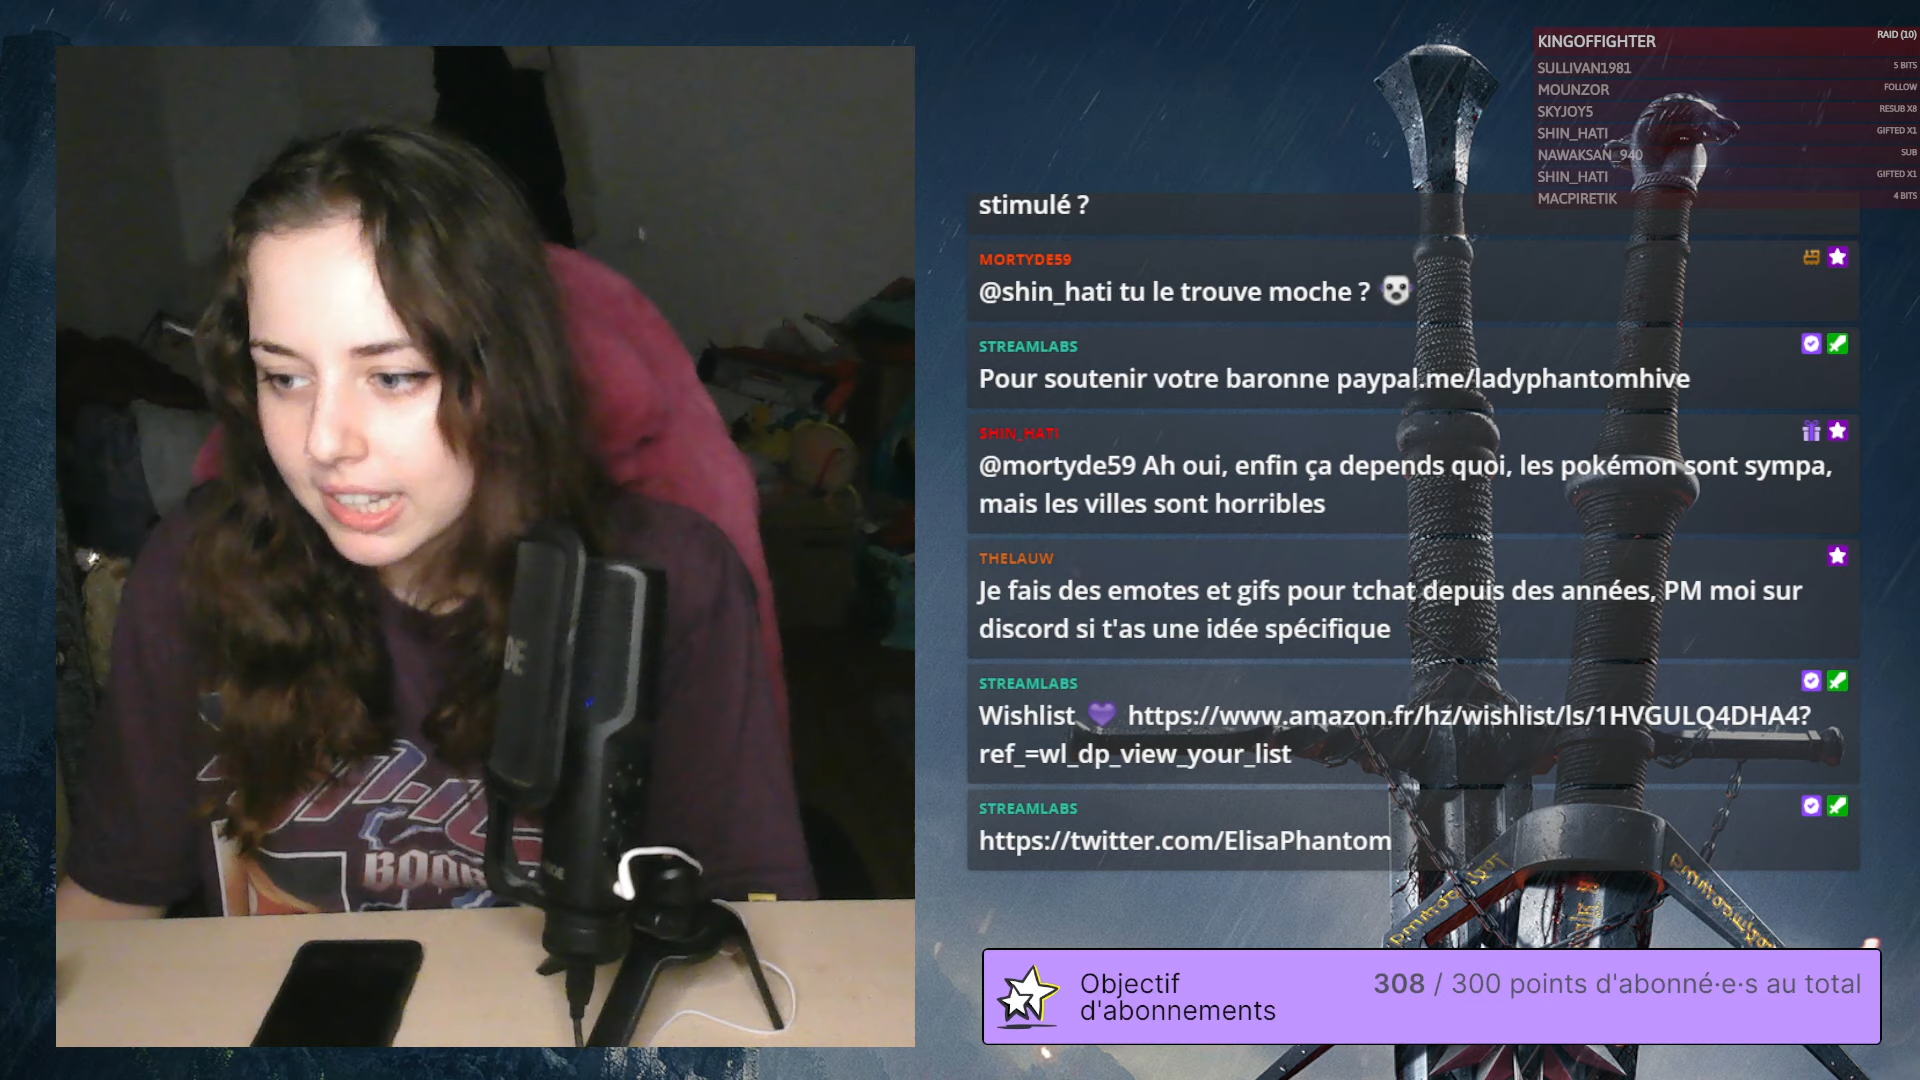 KINGOFFIGHTER RAID (10)
SULLIVAN1981 5 BITS
MOUNZOR FOLLOW
SKYJOY5 RESUB X8
SHIN_HATI GIFTED X1
NAWAKSAN_940 SUB
SHIN_HATI GIFTED X1
MACPIRETIK 4 BITS
stimulé ?
MORTYDE59
@shin_hati tu le trouve moche ?
STREAMLABS
Pour soutenir votre baronne paypal.me/ladyphantomhive
SHIN_HATI
@mortyde59 Ah oui, enfin ça depends quoi, les pokémon sont sympa,
mais les villes sont horribles
THELAUW
Je fais des emotes et gifs pour tchat depuis des années, PM moi sur
discord si t'as une idée spécifique
STREAMLABS
Wishlist 💜 https://www.amazon.fr/hz/wishlist/ls/1HVGULQ4DHA4?
ref_=wl_dp_view_your_list
STREAMLABS
https://twitter.com/ElisaPhantom
Objectif
d'abonnements
308 / 300 points d'abonné·e·s au total